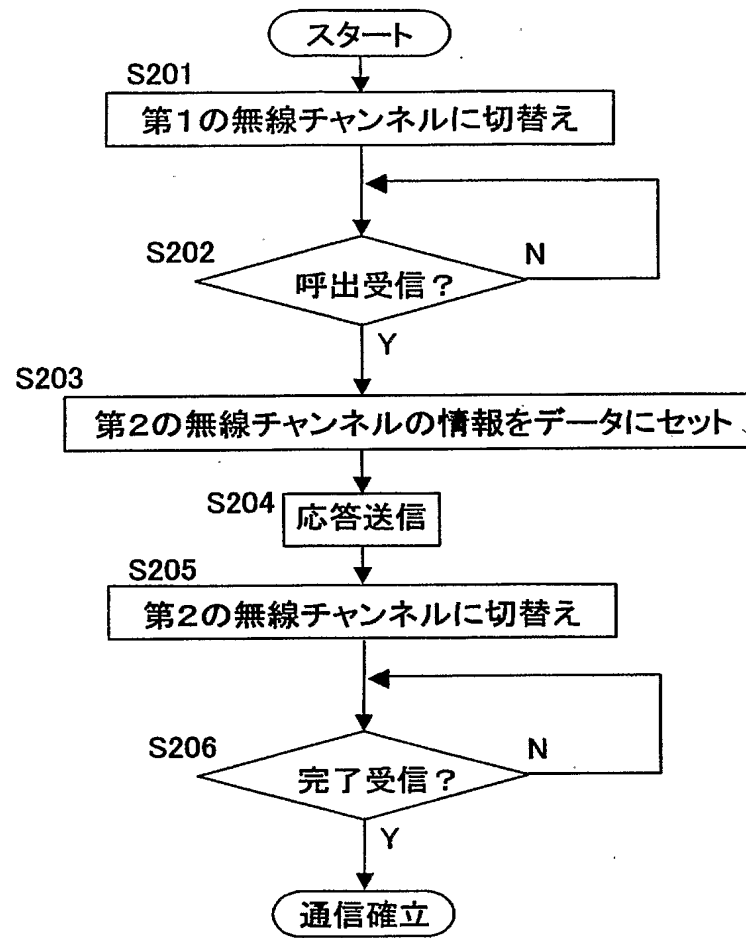 スタート
S201
第1の無線チャンネルに切替え
S202
呼出受信?
N
Y
S203
第2の無線チャンネルの情報をデータにセット
S204
応答送信
S205
第2の無線チャンネルに切替え
S206
完了受信?
N
Y
通信確立